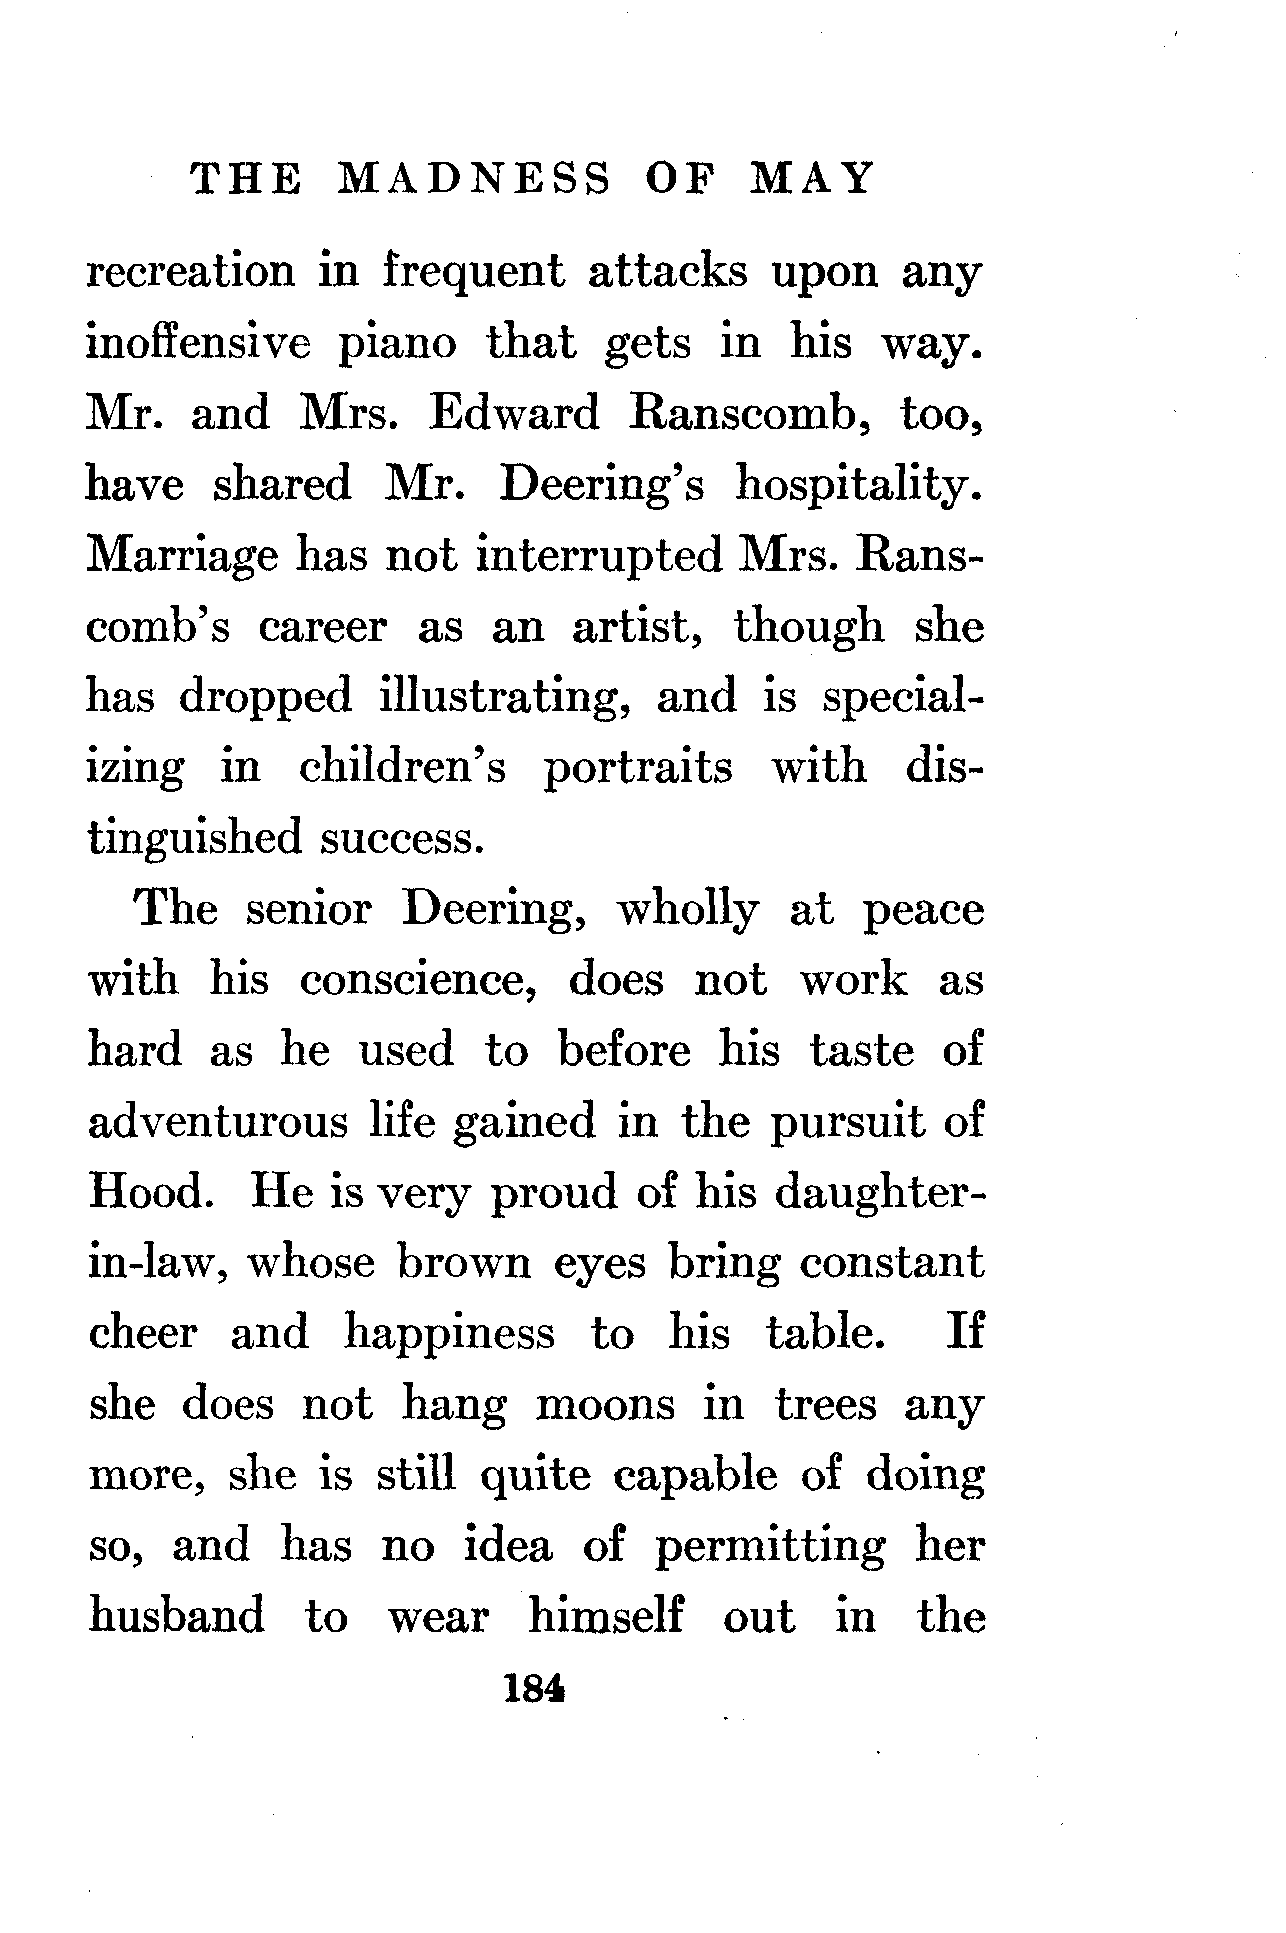 THE MADNESS OF MAY
recreation in frequent attacks upon any
inoffensive piano that gets in his way.
Mr. and Mrs. Edward Ranscomb, too,
have shared Mr. Deering's hospitality.
Marriage has not interrupted Mrs. Rans-
comb's career as an artist, though she
has dropped illustrating, and is special-
izing in children's portraits with dis-
tinguished success.
The senior Deering, wholly at peace
with his conscience, does not work as
hard as he used to before his taste of
adventurous life gained in the pursuit of
Hood. He is very proud of his daughter-
in-law, whose brown eyes bring constant
cheer and happiness to his table. If
she does not hang moons in trees any
more, she is still quite capable of doing
so, and has no idea of permitting her
husband to wear himself out in the
184